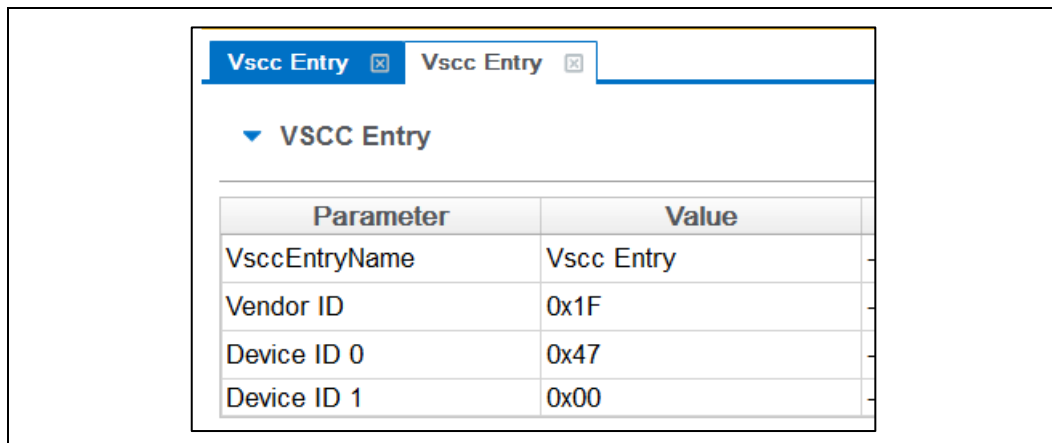 Vscc Entry Vscc Entry
VSCC Entry
Parameter Value
VsccEntryName Vscc Entry
Vendor ID 0x1F
Device ID 0 0x47
Device ID 1 0x00